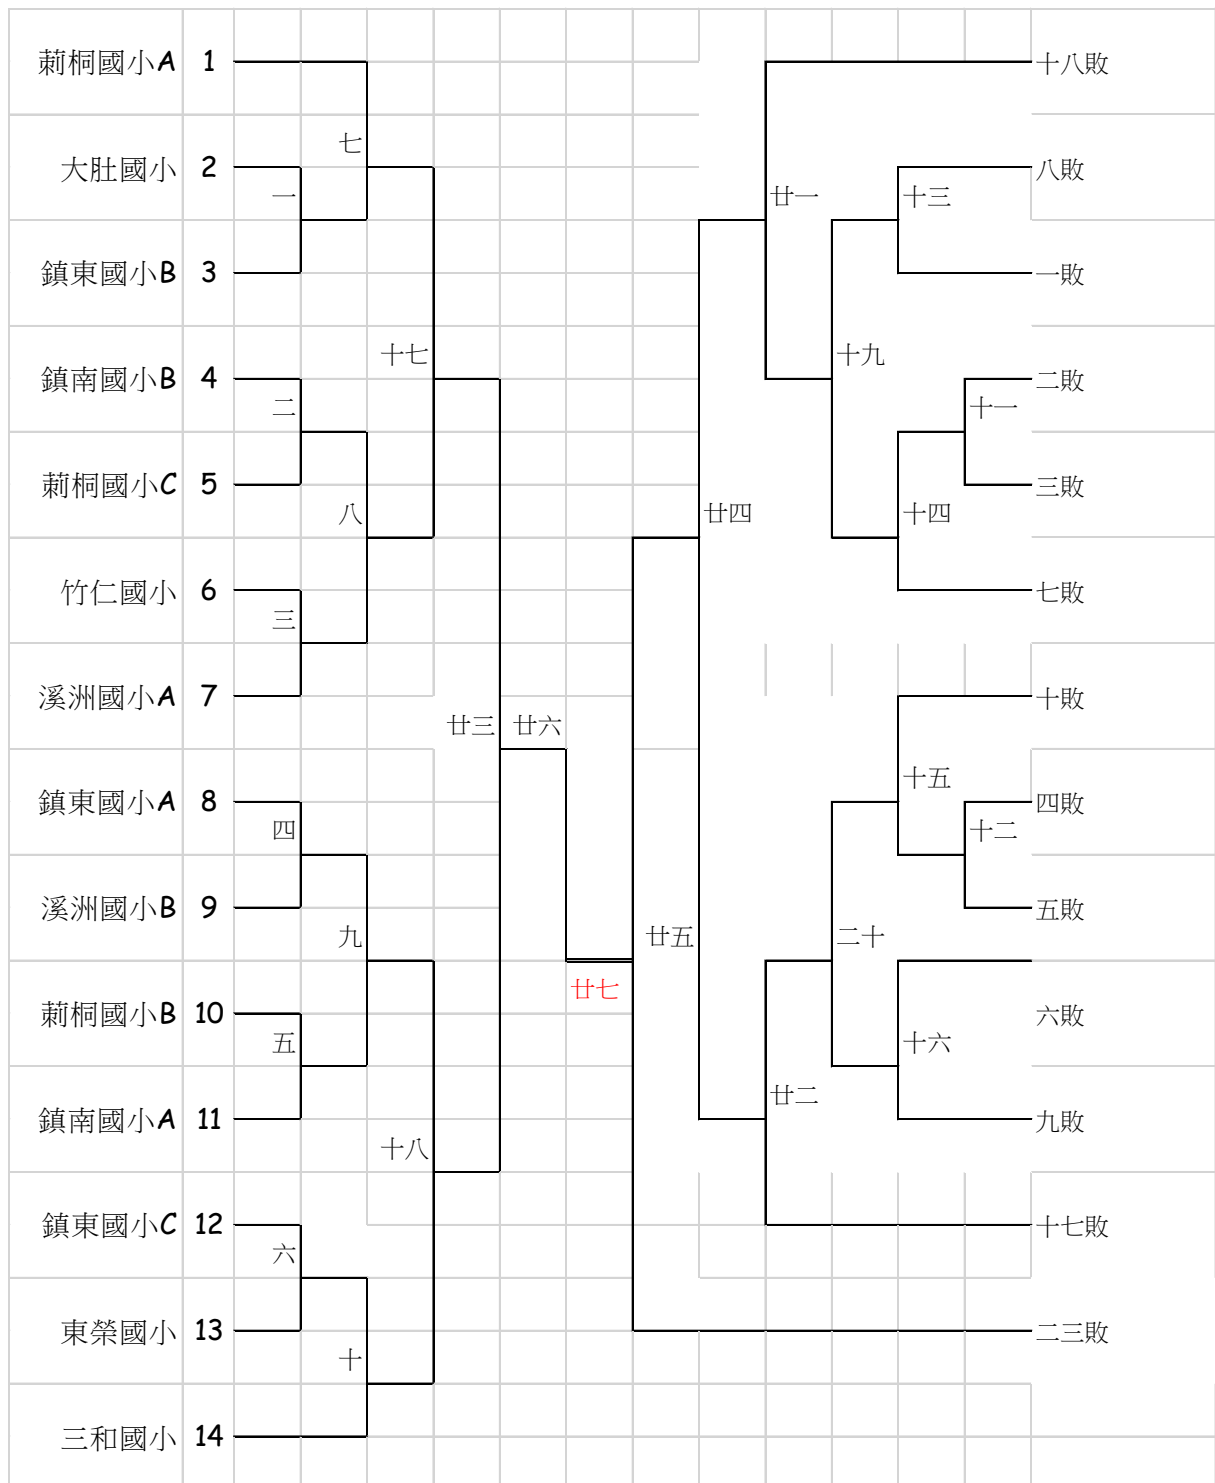 莿桐國小A 1
十八敗
七
大肚國小 2
八敗
一
廿一
十三
鎮東國小B 3
一敗
十七
十九
鎮南國小B 4
二敗
二
十一
莿桐國小C 5
三敗
八
廿四
十四
竹仁國小 6
七敗
三
溪洲國小A 7
十敗
廿三
廿六
十五
鎮東國小A 8
四敗
四
十二
溪洲國小B 9
五敗
九
廿五
二十
廿七
莿桐國小B 10
六敗
五
十六
廿二
鎮南國小A 11
九敗
十八
鎮東國小C 12
十七敗
六
東榮國小 13
二三敗
十
三和國小 14